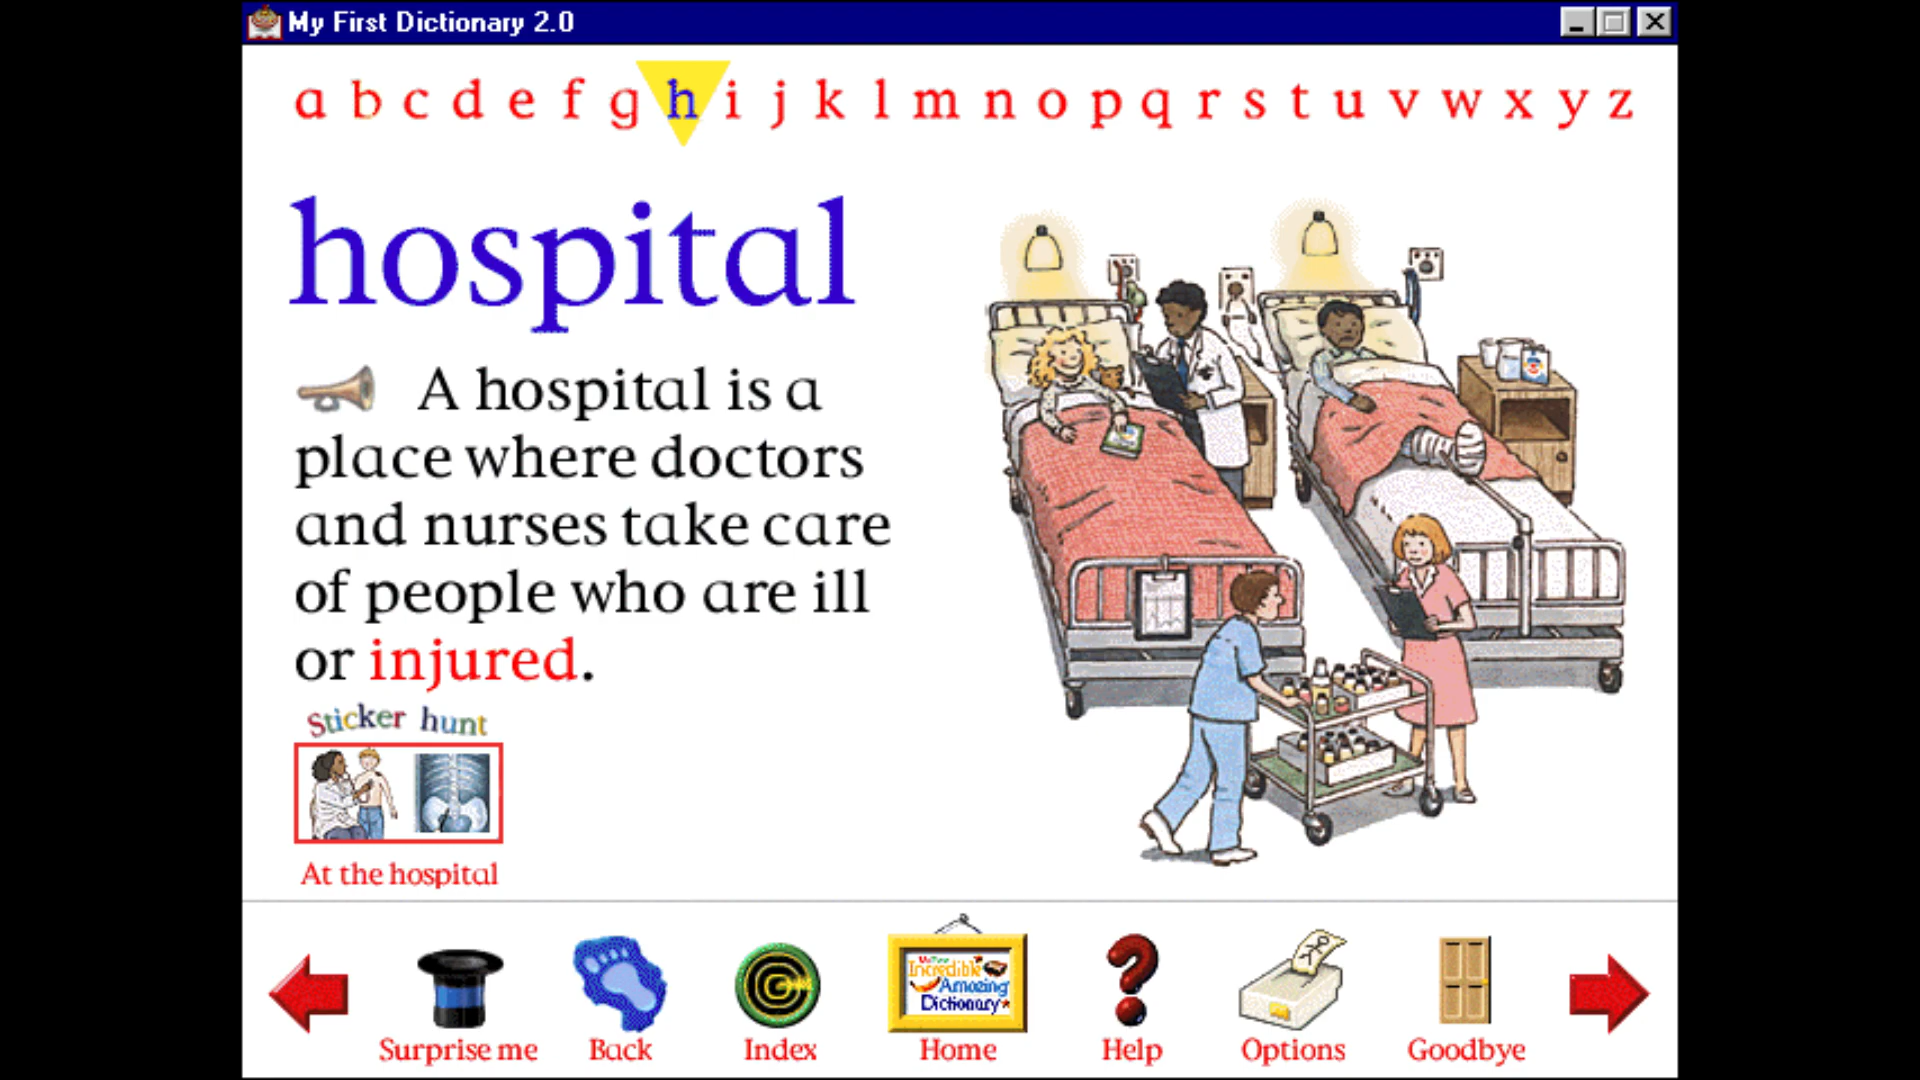 My First Dictionary 2.0
a b c d e f g h i j k l m n o p q r s t u v w x y z
hospital
A hospital is a
place where doctors
and nurses take care
of people who are ill
or injured.
Sticker hunt
At the hospital
My First
Incredible
Amazing
Dictionary
Surprise me
Back
Index
Home
Help
Options
Goodbye